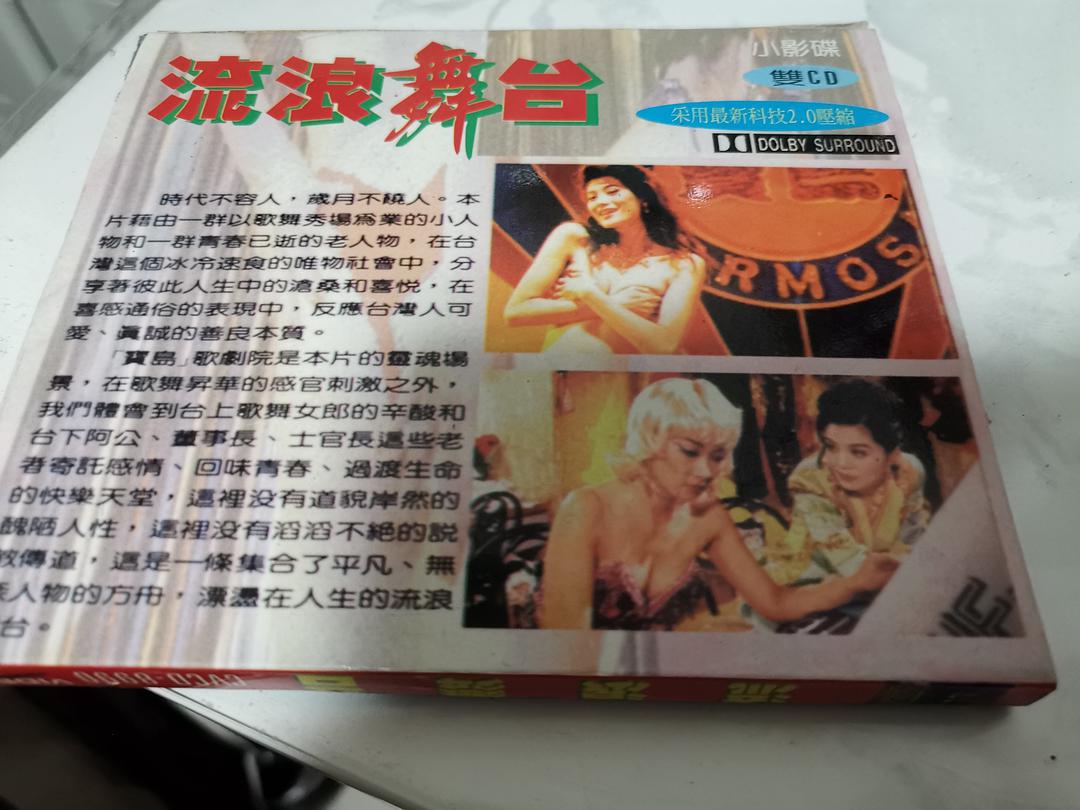 流浪舞台
小影碟
雙CD
采用最新科技2.0壓縮
DOLBY SURROUND
時代不容人，歲月不饒人。本
片藉由一群以歌舞秀場為業的小人
物和一群青春已逝的老人物，在台
灣這個冰冷速食的唯物社會中，分
享著彼此人生中的滄桑和喜悅，在
喜感通俗的表現中，反應台灣人可
愛、真誠的善良本質。
「寶島」歌劇院是本片的靈魂場
景，在歌舞昇華的感官刺激之外，
我們體會到台上歌舞女郎的辛酸和
台下阿公、董事長、士官長這些老
者寄託感情、回味青春、過渡生命
的快樂天堂，這裡没有道貌岸然的
醜陋人性，這裡没有滔滔不絕的説
教傳道，這是一條集合了平凡、無
人物的方舟，漂盪在人生的流浪
台。
RMOS
流浪舞台